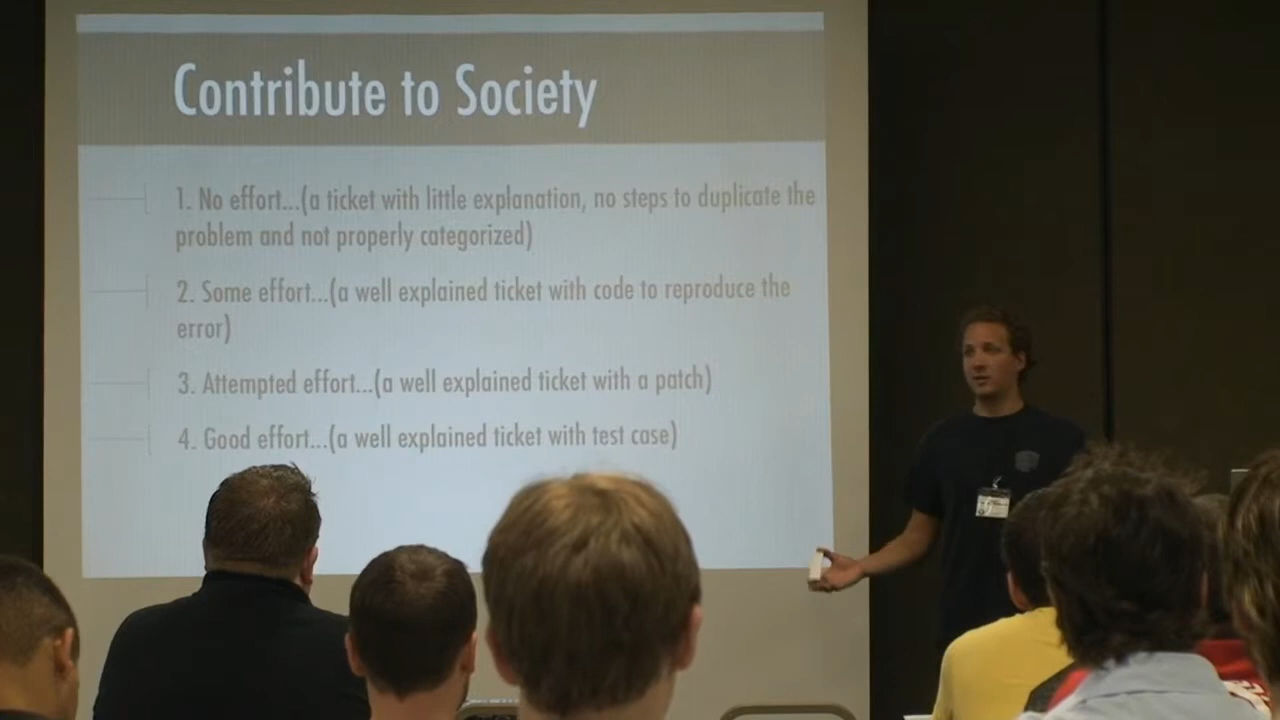 Contribute to Society
1. No effort...(a ticket with little explanation, no steps to duplicate the
problem and not properly categorized)
2. Some effort...(a well explained ticket with code to reproduce the
error)
3. Attempted effort...(a well explained ticket with a patch)
4. Good effort...(a well explained ticket with test case)